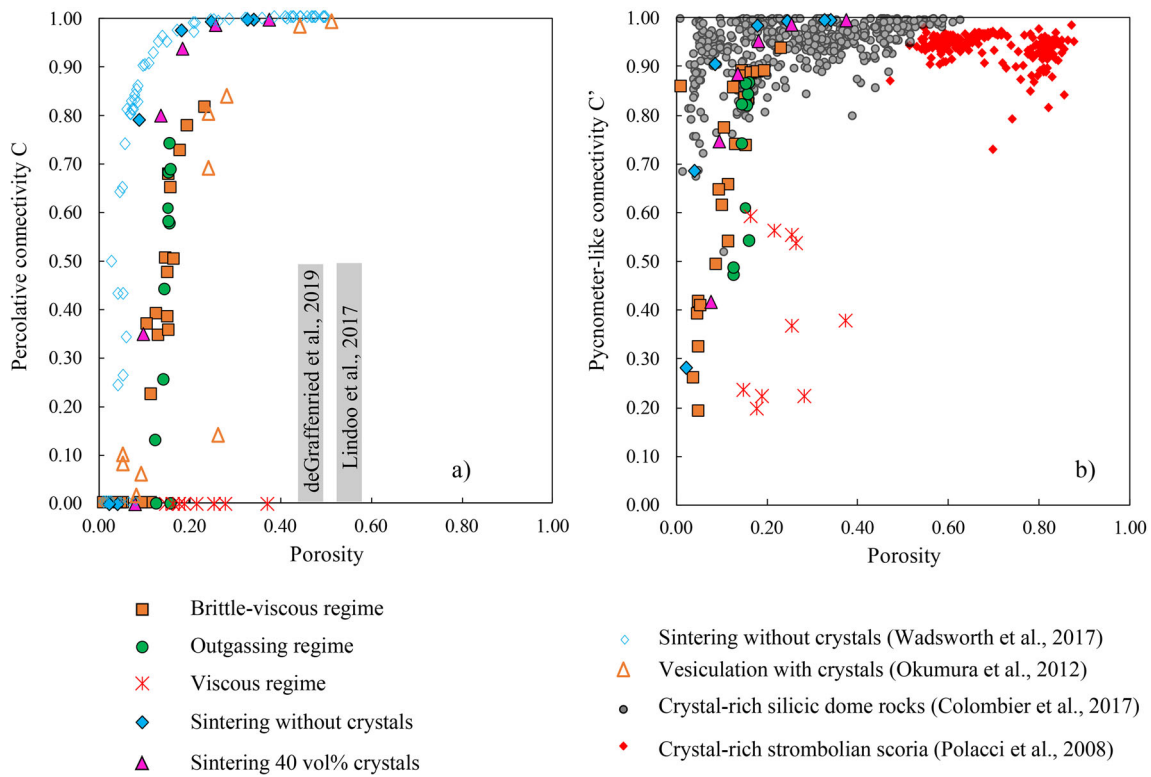 Percolative connectivity C
1.00
0.90
0.80
0.70
0.60
0.50
0.40
0.30
0.20
0.10
0.00
0.00 0.20 0.40 0.60 0.80 1.00
Porosity
deGraffenried et al., 2019
Lindoo et al., 2017
a)
Pycnometer-like connectivity C'
1.00
0.90
0.80
0.70
0.60
0.50
0.40
0.30
0.20
0.10
0.00
0.00 0.20 0.40 0.60 0.80 1.00
Porosity
b)
Brittle-viscous regime
Outgassing regime
Viscous regime
Sintering without crystals
Sintering 40 vol% crystals
Sintering without crystals (Wadsworth et al., 2017)
Vesiculation with crystals (Okumura et al., 2012)
Crystal-rich silicic dome rocks (Colombier et al., 2017)
Crystal-rich strombolian scoria (Polacci et al., 2008)